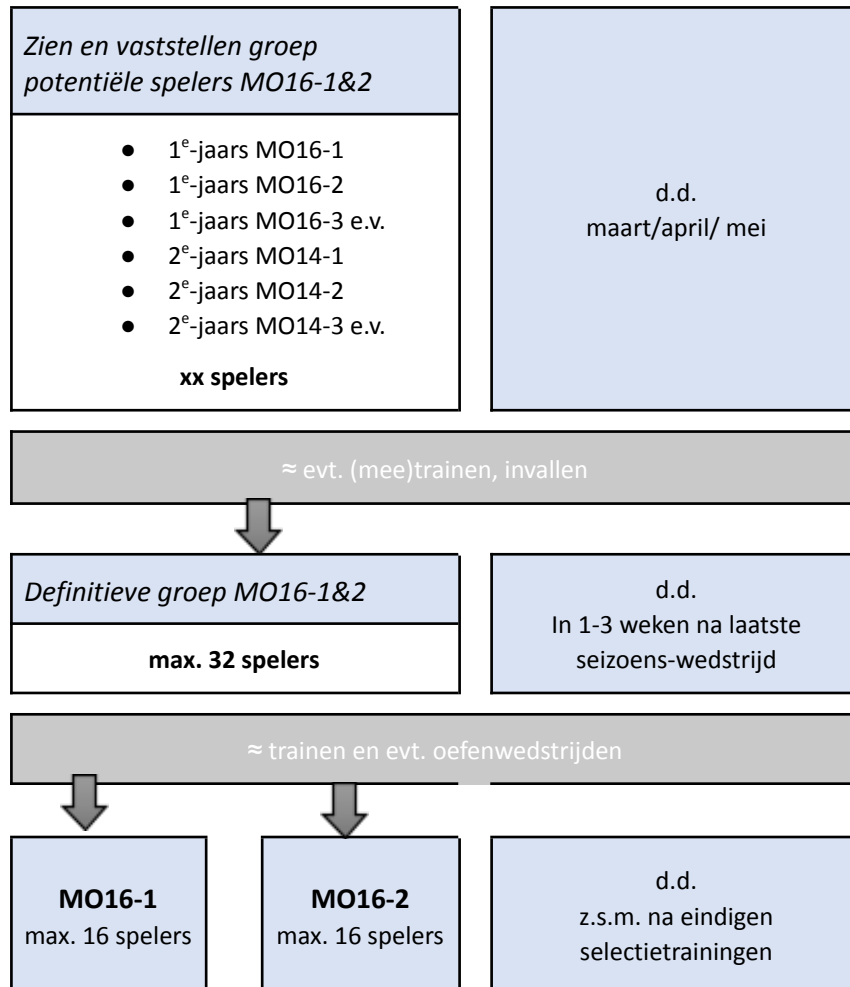 Zien en vaststellen groep
potentiële spelers MO16-1&2
● 1e-jaars MO16-1
● 1e-jaars MO16-2
● 1e-jaars MO16-3 e.v.
● 2e-jaars MO14-1
● 2e-jaars MO14-2
● 2e-jaars MO14-3 e.v.
xx spelers
d.d.
maart/april/ mei
≈ evt. (mee)trainen, invallen
Definitieve groep MO16-1&2
max. 32 spelers
d.d.
In 1-3 weken na laatste
seizoens-wedstrijd
≈ trainen en evt. oefenwedstrijden
MO16-1
max. 16 spelers
MO16-2
max. 16 spelers
d.d.
z.s.m. na eindigen
selectietrainingen